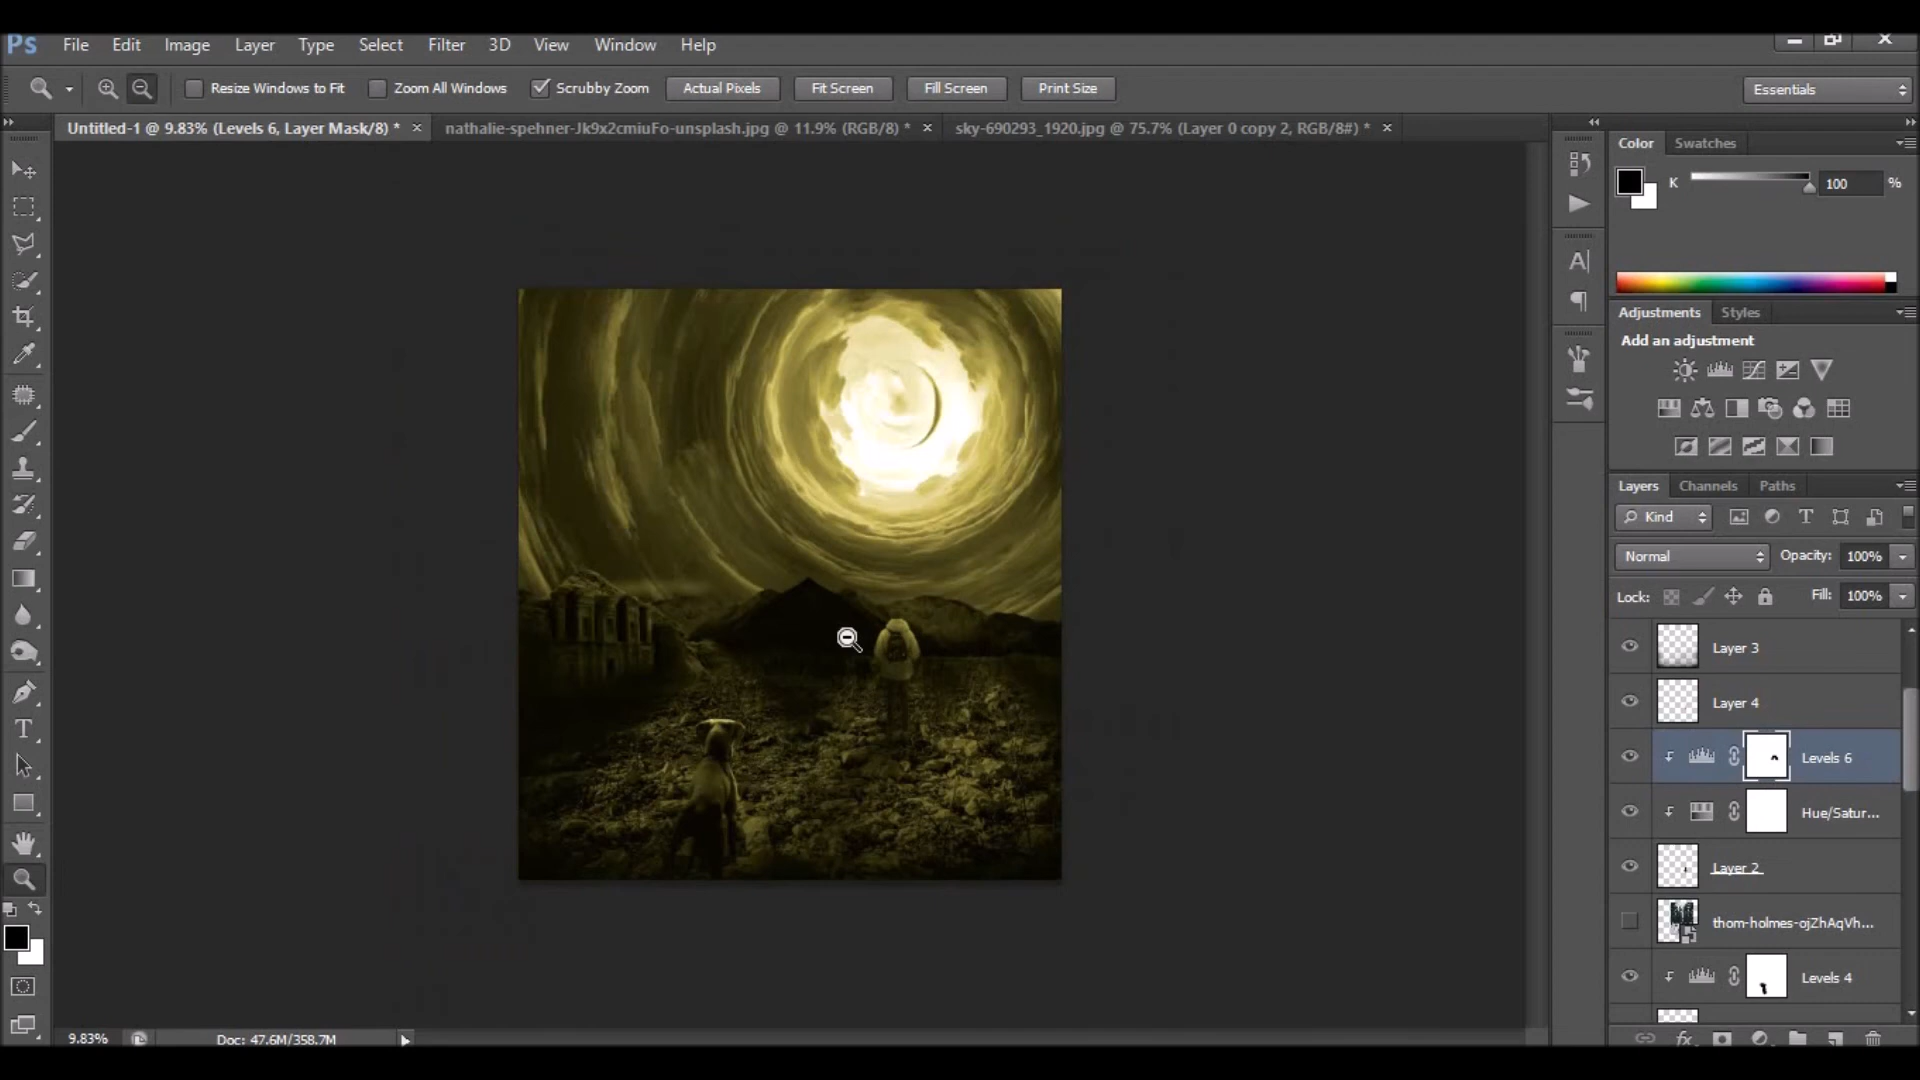 Ps File Edit Image Layer Type Select Filter 3D View Window Help
Resize Windows to Fit Zoom All Windows Scrubby Zoom Actual Pixels Fit Screen Fill Screen Print Size Essentials
Untitled-1 @ 9.83% (Levels 6, Layer Mask/8) * nathalie-spehner-Jk9x2cmiuFo-unsplash.jpg @ 11.9% (RGB/8) * sky-690293_1920.jpg @ 75.7% (Layer 0 copy 2, RGB/8#) *
Color Swatches
K 100 %
Adjustments Styles
Add an adjustment
Layers Channels Paths
Kind
Normal Opacity: 100%
Lock: Fill: 100%
Layer 3
Layer 4
Levels 6
Hue/Satur...
Layer 2
thom-holmes-ojZhAqVh...
Levels 4
9.83% Doc: 47.6M/358.7M